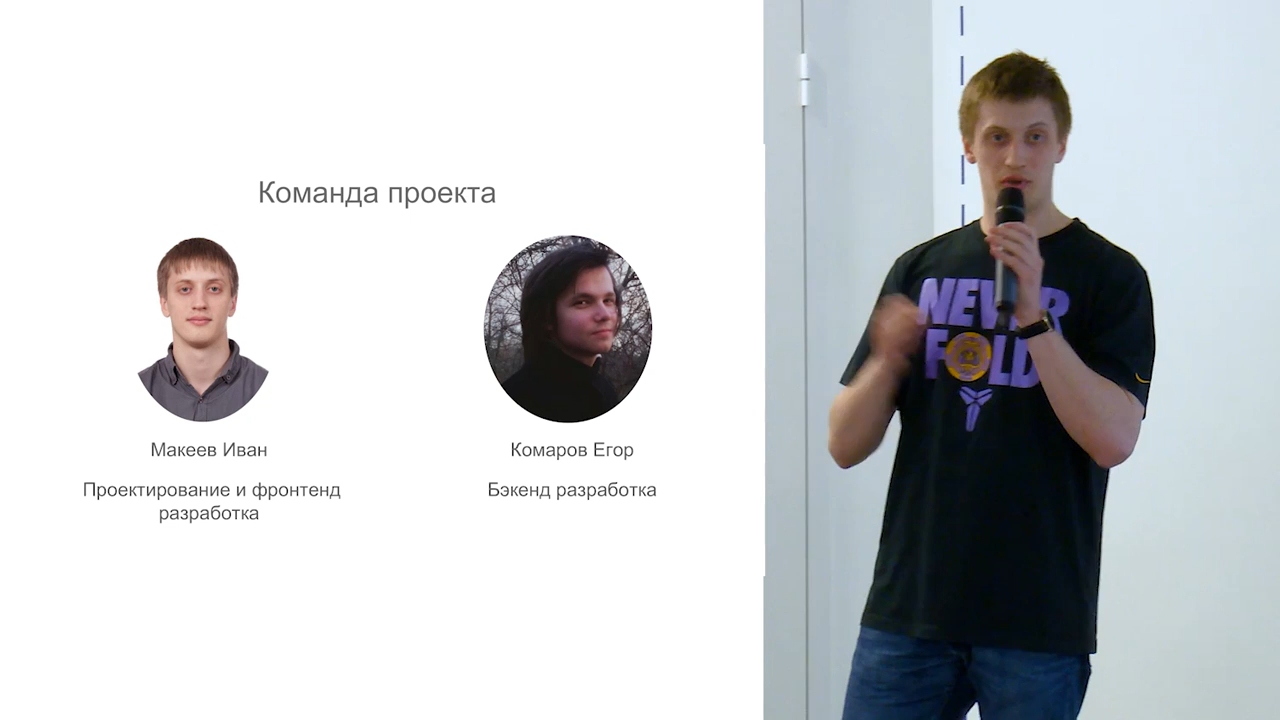 Команда проекта
Макеев Иван
Комаров Егор
Проектирование и фронтенд
разработка
Бэкенд разработка
NEVER
FOLD